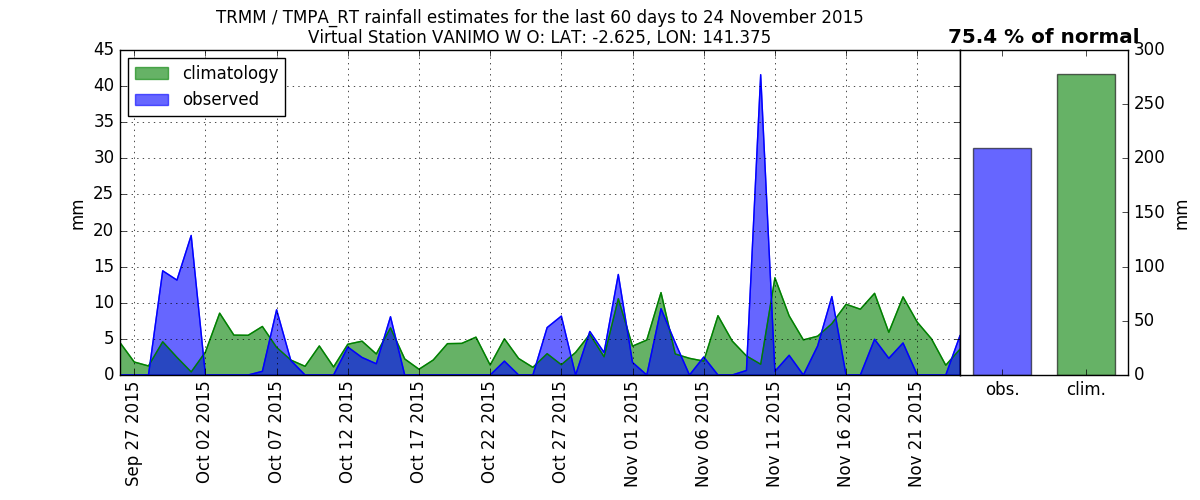 TRMM / TMPA_RT rainfall estimates for the last 60 days to 24 November 2015
Virtual Station VANIMO W O: LAT: -2.625, LON: 141.375
75.4 % of normal
climatology
observed
mm
45
40
35
30
25
20
15
10
5
0
Sep 27 2015
Oct 02 2015
Oct 07 2015
Oct 12 2015
Oct 17 2015
Oct 22 2015
Oct 27 2015
Nov 01 2015
Nov 06 2015
Nov 11 2015
Nov 16 2015
Nov 21 2015
obs.
clim.
300
250
200
150
100
50
0
mm